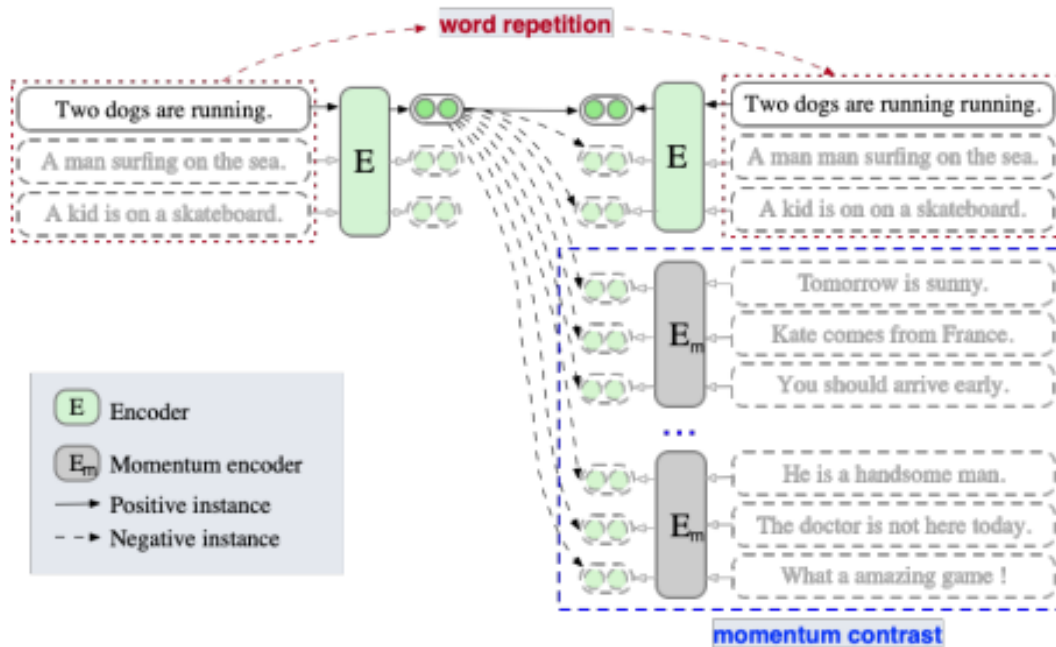 word repetition
Two dogs are running.
A man surfing on the sea.
A kid is on a skateboard.
E
E
Two dogs are running running.
A man man surfing on the sea.
A kid is on on a skateboard.
Em
Tomorrow is sunny.
Kate comes from France.
You should arrive early.
...
Em
He is a handsome man.
The doctor is not here today.
What a amazing game !
momentum contrast
E Encoder
Em Momentum encoder
Positive instance
Negative instance